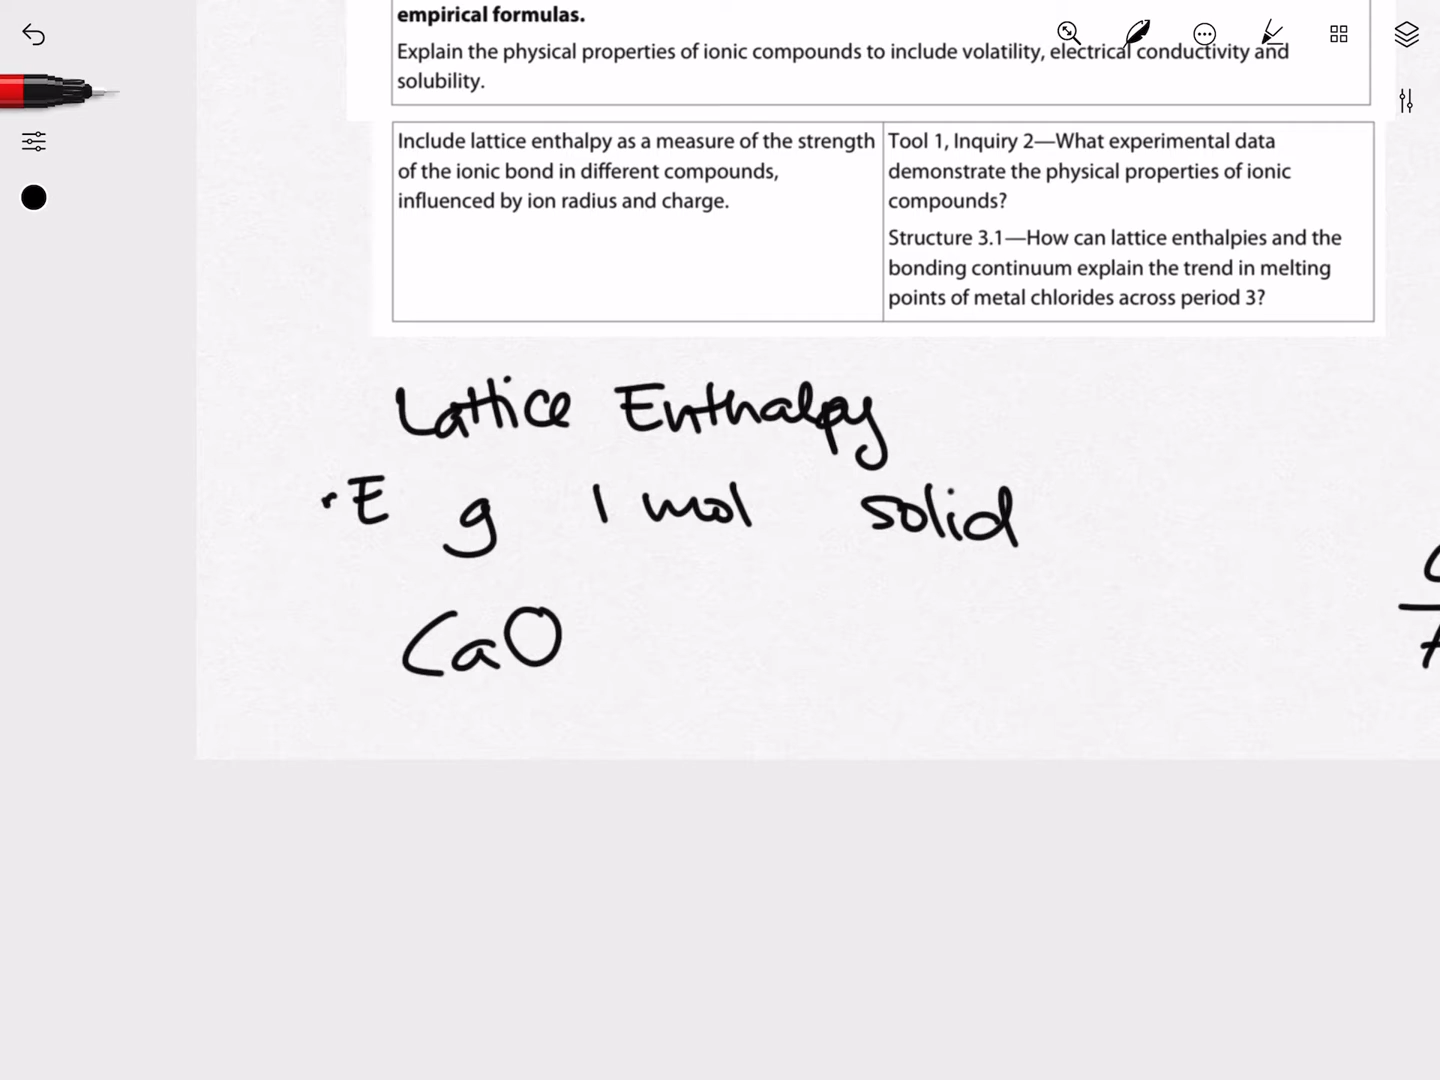 empirical formulas.
Explain the physical properties of ionic compounds to include volatility, electrical conductivity and
solubility.
Include lattice enthalpy as a measure of the strength
of the ionic bond in different compounds,
influenced by ion radius and charge.
Tool 1, Inquiry 2—What experimental data
demonstrate the physical properties of ionic
compounds?
Structure 3.1—How can lattice enthalpies and the
bonding continuum explain the trend in melting
points of metal chlorides across period 3?
Lattice Enthalpy
· E g 1 mol solid
CaO